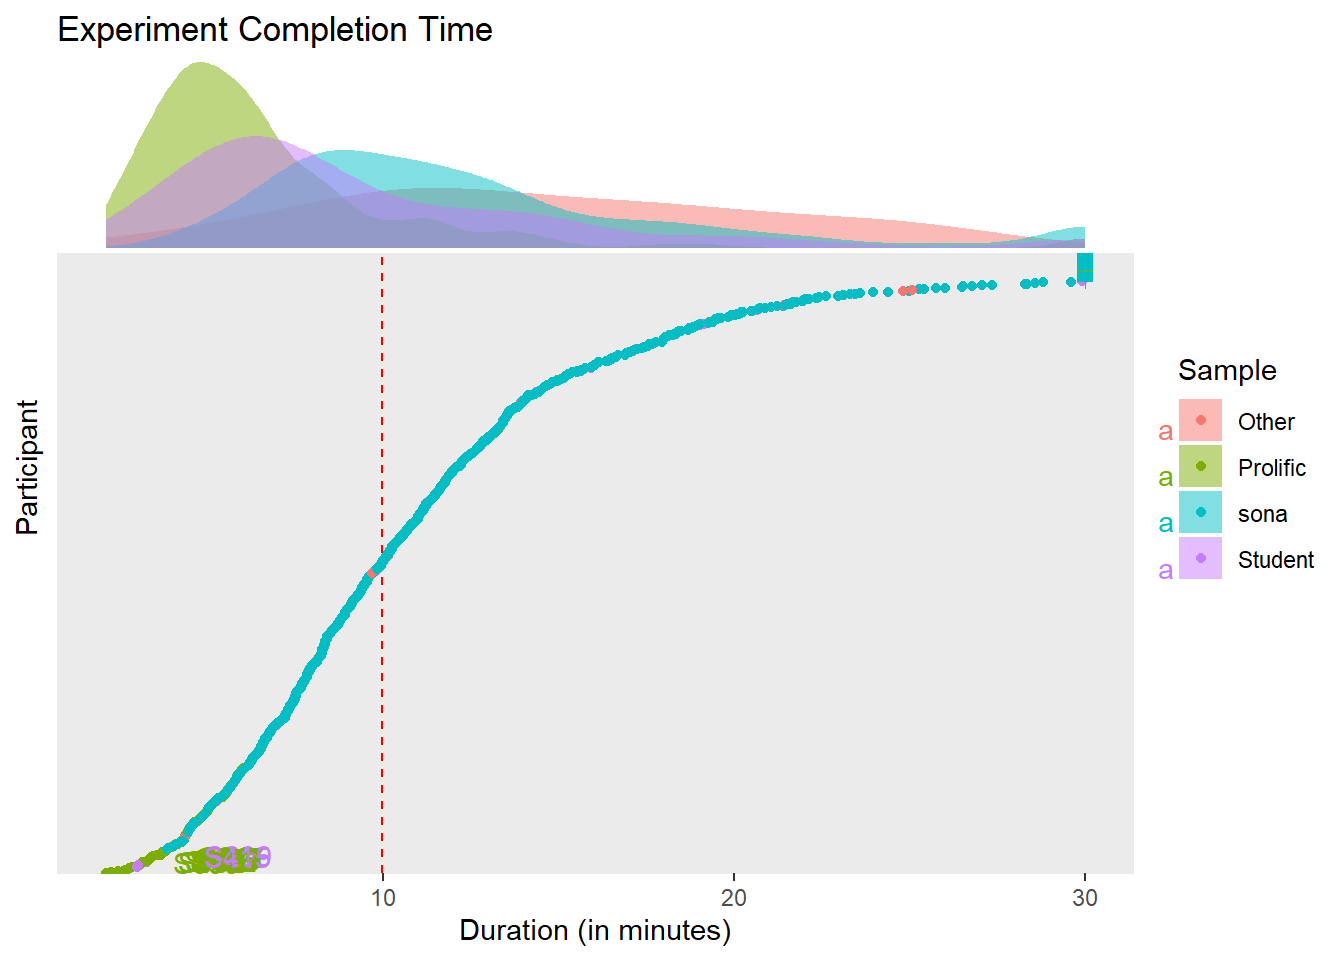 Experiment Completion Time
Participant
10
20
30
Duration (in minutes)
Sample
a Other
a Prolific
a sona
a Student